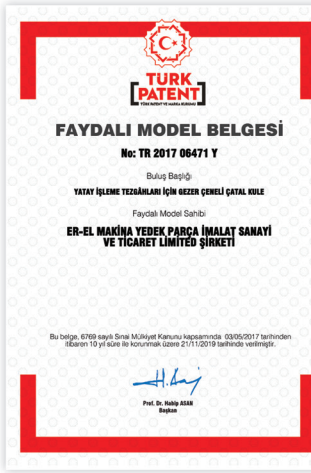 TÜRK
PATENT
TÜRK PATENT VE MARKA KURUMU
FAYDALI MODEL BELGESİ
No: TR 2017 06471 Y
Buluş Başlığı
YATAY İŞLEME TEZGÂHLARI İÇİN GEZER ÇENELİ ÇATAL KULE
Faydalı Model Sahibi
ER-EL MAKİNA YEDEK PARÇA İMALAT SANAYİ
VE TİCARET LİMİTED ŞİRKETİ
Bu belge, 6769 sayılı Sınai Mülkiyet Kanunu kapsamında 03/05/2017 tarihinden
itibaren 10 yıl süre ile korunmak üzere 21/11/2019 tarihinde verilmiştir.
Prof. Dr. Habip ASAN
Başkan